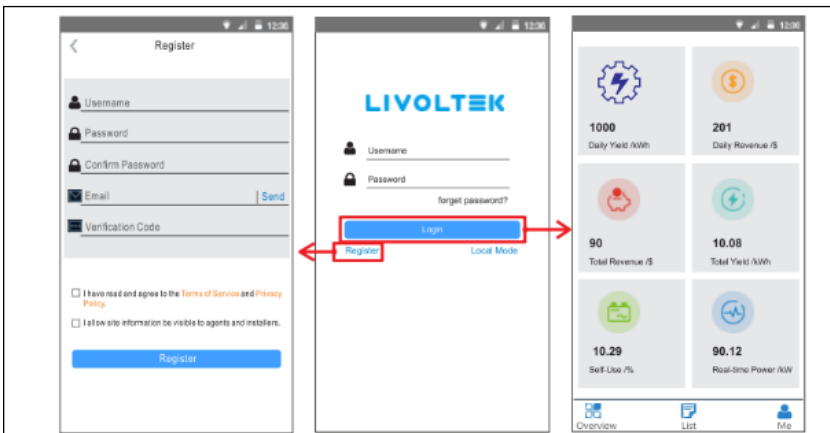 12:30
Register
Username
Password
Confirm Password
Email | Send
Verification Code
I have read and agree to the Terms of Service and Privacy
Policy.
I allow site information be visible to agents and installers.
Register
12:30
LIVOLTEK
Username
Password
forget password?
Login
Register Local Mode
12:30
1000 201
Daily Yield /kWh Daily Revenue /$
90 10.08
Total Revenue /$ Total Yield /kWh
10.29 90.12
Self-Use /% Real-time Power /kW
Overview List Me